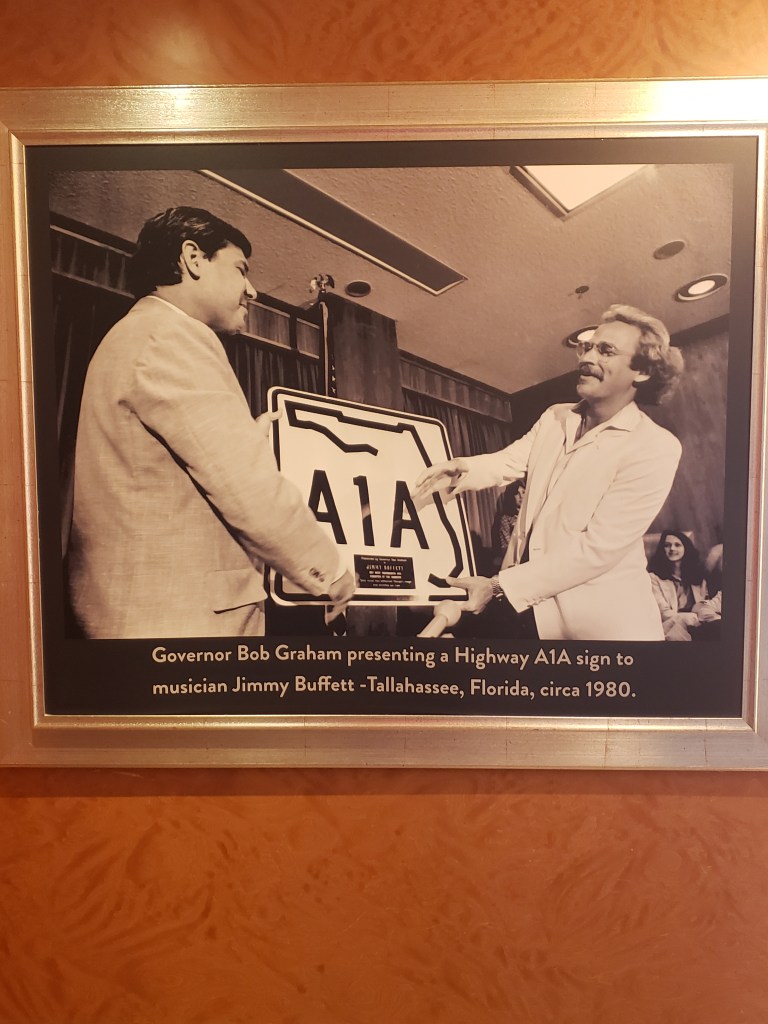 A1A
JIMMY BUFFETT
Governor Bob Graham presenting a Highway A1A sign to
musician Jimmy Buffett -Tallahassee, Florida, circa 1980.